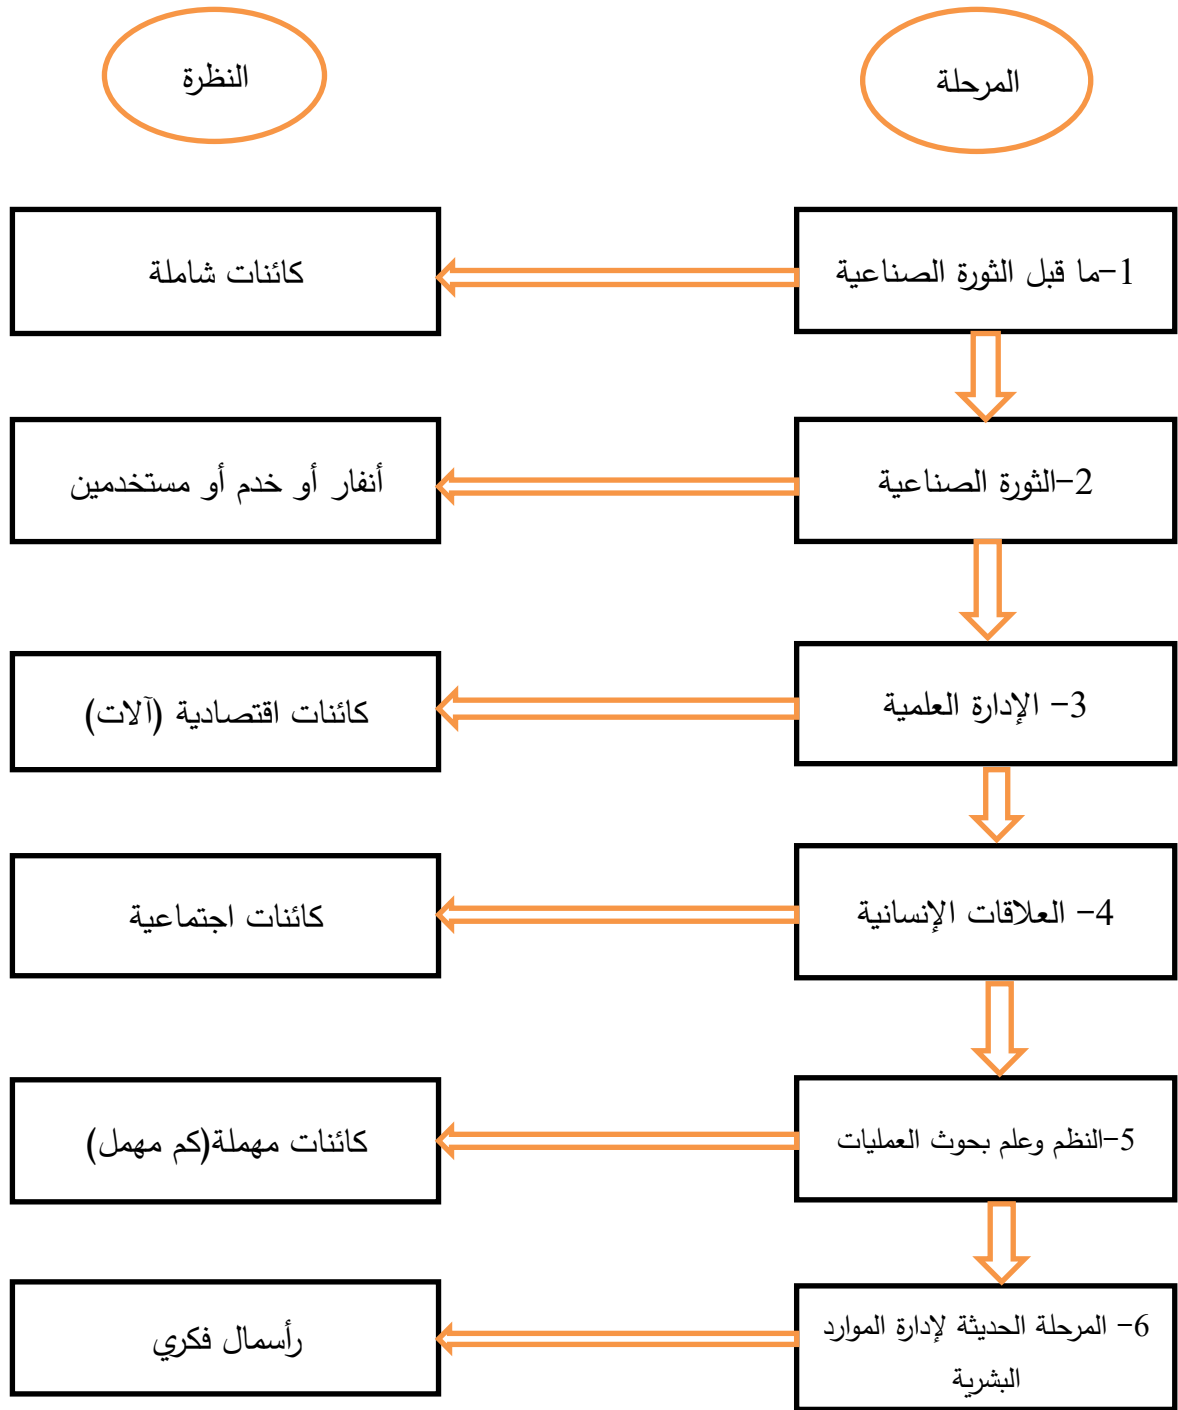 المرحلة
النظرة
1-ما قبل الثورة الصناعية
كائنات شاملة
2-الثورة الصناعية
أنفار أو خدم أو مستخدمين
3- الإدارة العلمية
كائنات اقتصادية (آلات)
4- العلاقات الإنسانية
كائنات اجتماعية
5-النظم وعلم بحوث العمليات
كائنات مهملة(كم مهمل)
6- المرحلة الحديثة لإدارة الموارد
البشرية
رأسمال فكري